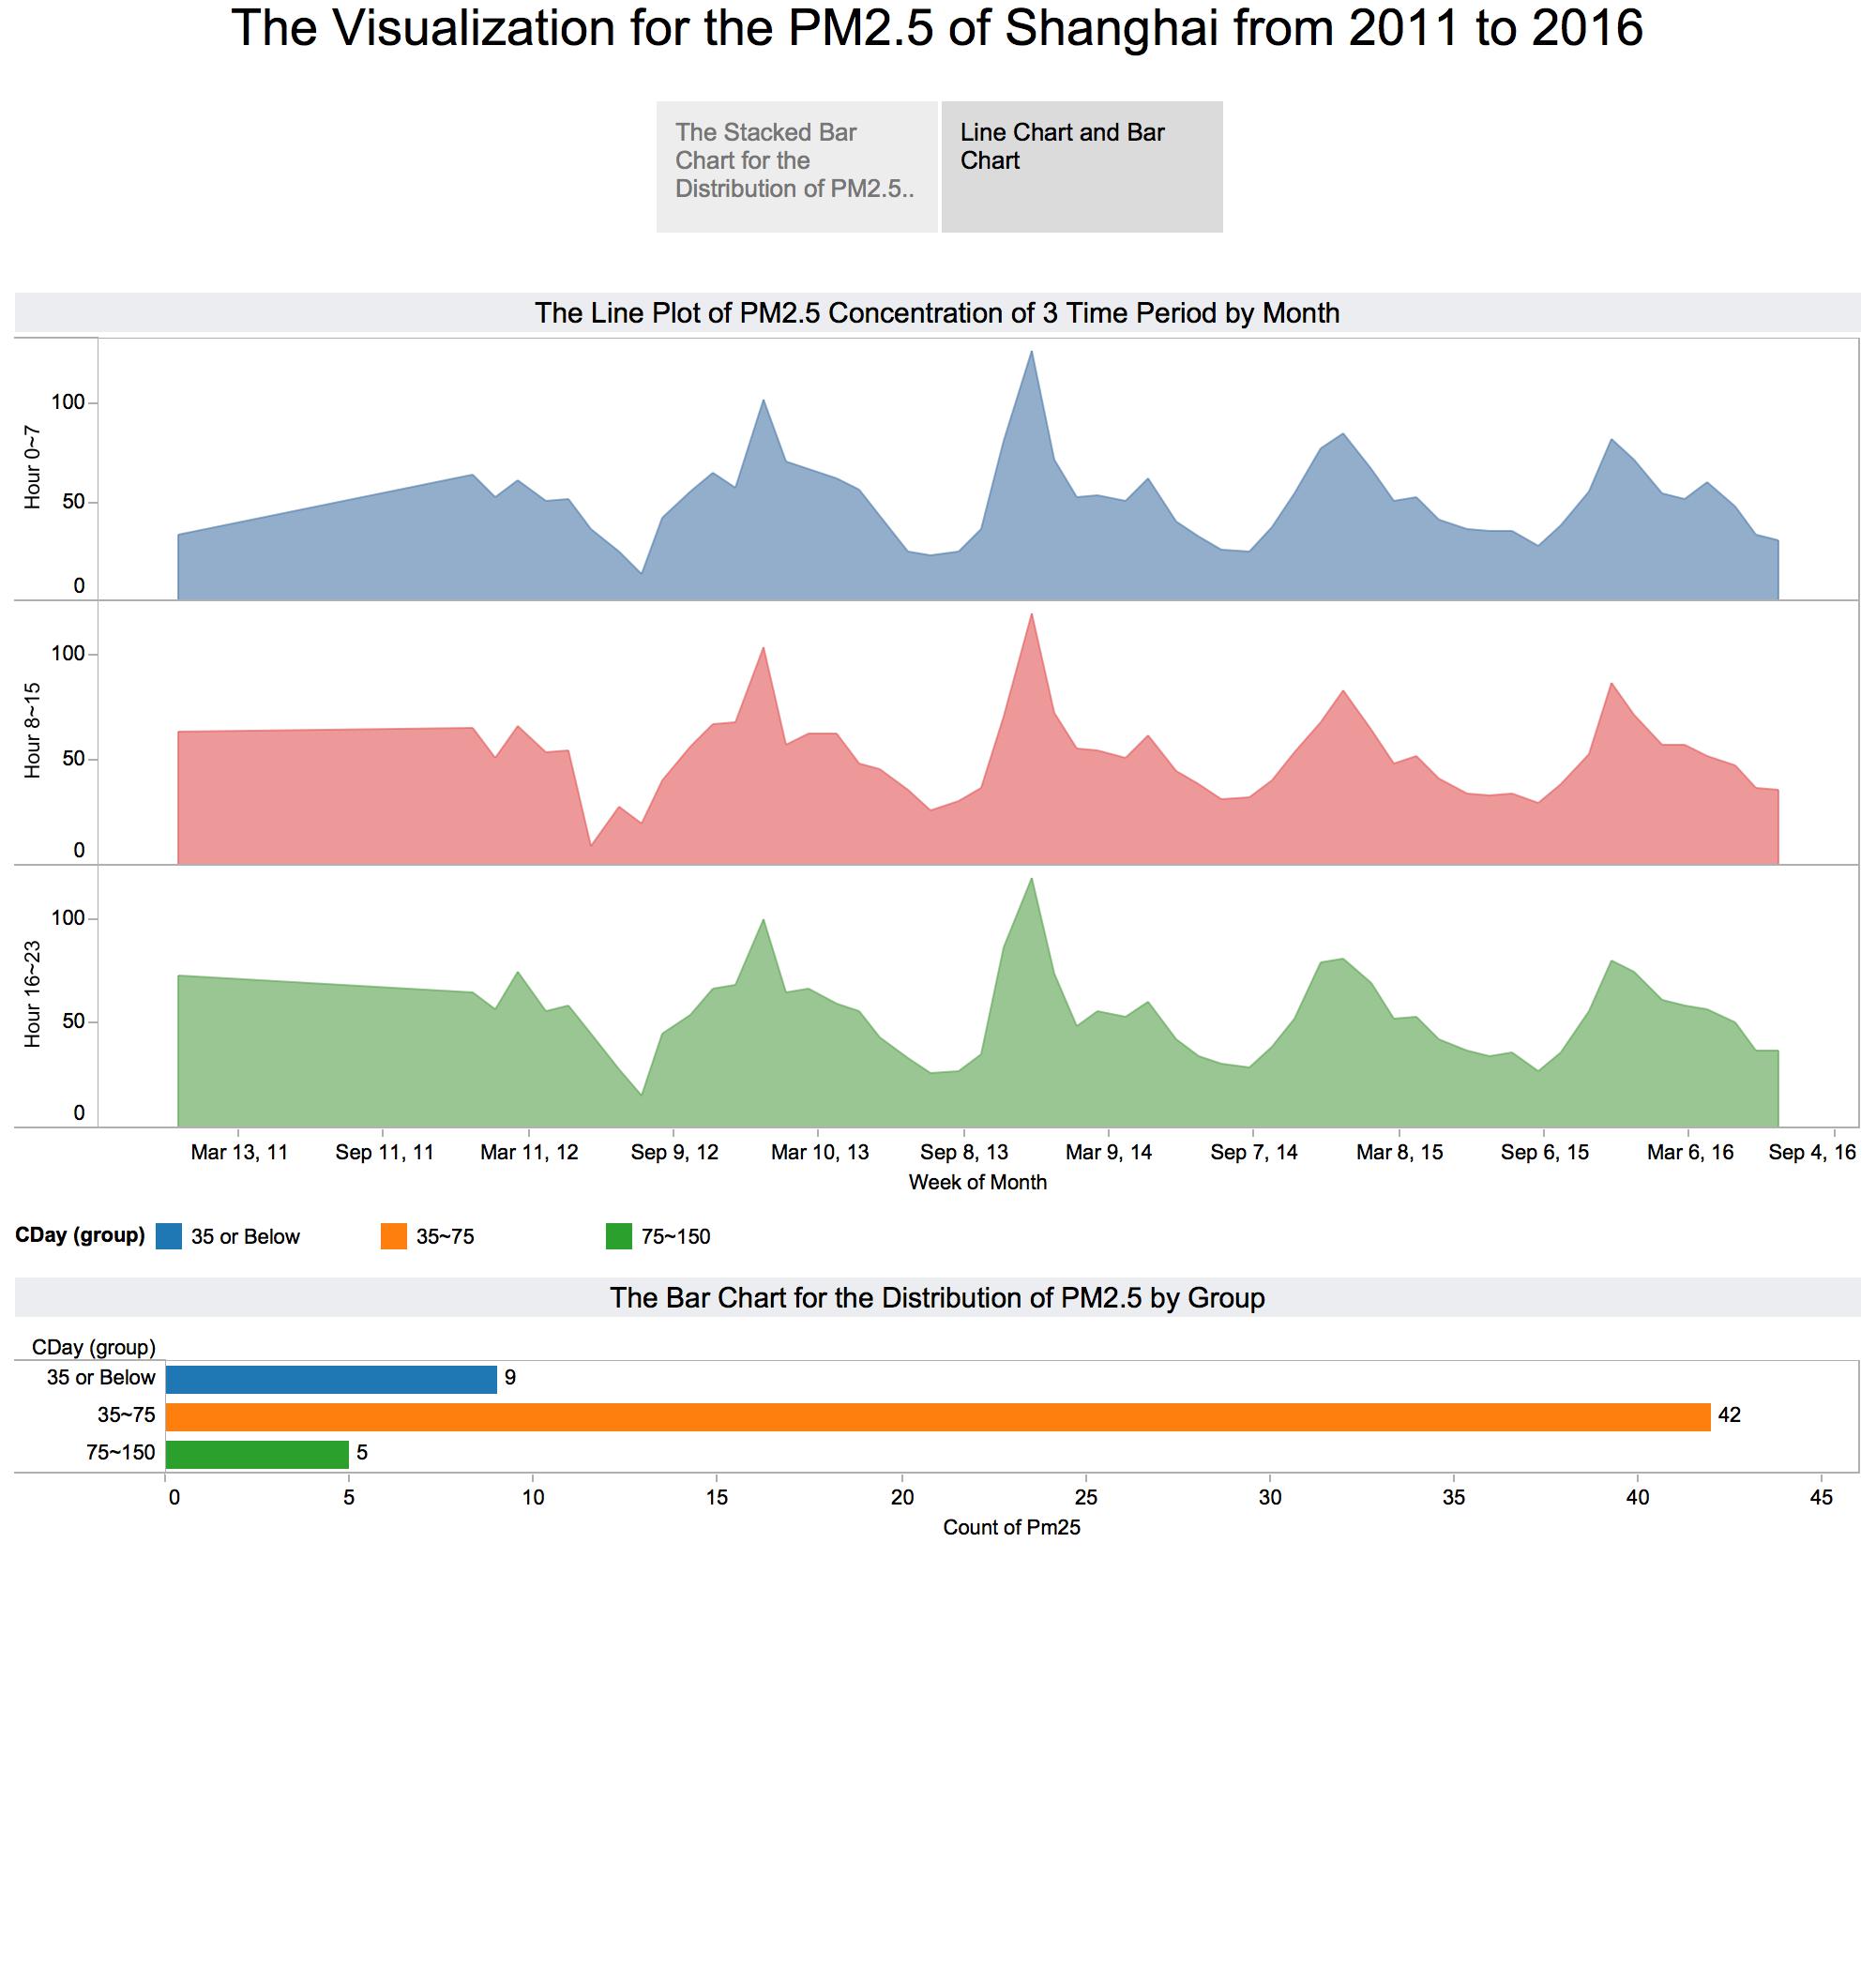 The Visualization for the PM2.5 of Shanghai from 2011 to 2016
The Stacked Bar
Chart for the
Distribution of PM2.5..
Line Chart and Bar
Chart
The Line Plot of PM2.5 Concentration of 3 Time Period by Month
Hour 0~7
100
50
0
Hour 8~15
100
50
0
Hour 16~23
100
50
0
Mar 13, 11 Sep 11, 11 Mar 11, 12 Sep 9, 12 Mar 10, 13 Sep 8, 13 Mar 9, 14 Sep 7, 14 Mar 8, 15 Sep 6, 15 Mar 6, 16 Sep 4, 16
Week of Month
CDay (group) 35 or Below 35~75 75~150
The Bar Chart for the Distribution of PM2.5 by Group
CDay (group)
35 or Below 9
35~75 42
75~150 5
0 5 10 15 20 25 30 35 40 45
Count of Pm25